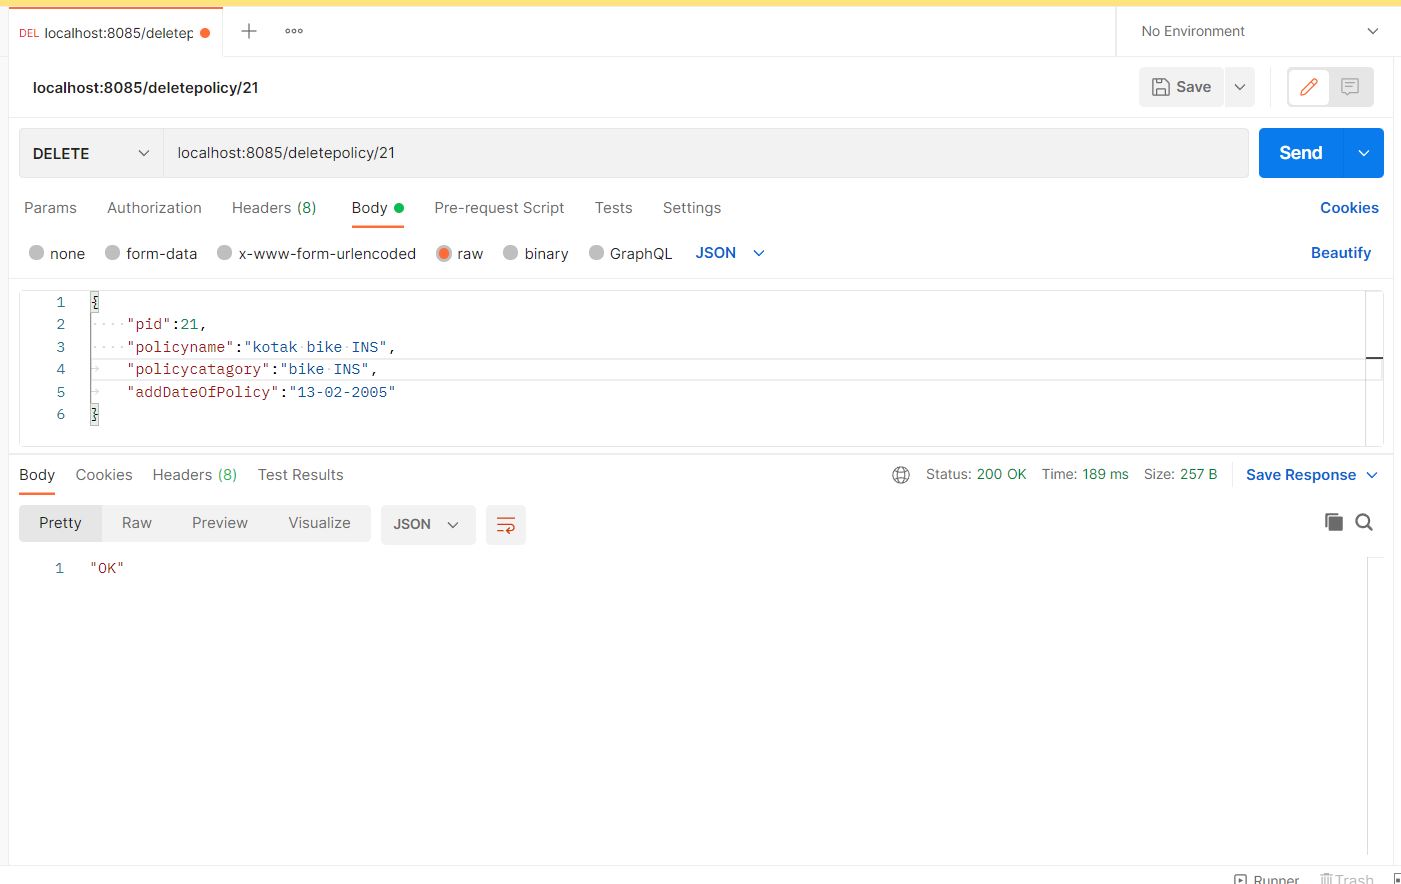 DEL localhost:8085/deletep
No Environment
localhost:8085/deletepolicy/21
Save
DELETE localhost:8085/deletepolicy/21 Send
Params Authorization Headers (8) Body Pre-request Script Tests Settings Cookies
none form-data x-www-form-urlencoded raw binary GraphQL JSON Beautify
1 {
2 "pid":21,
3 "policyname":"kotak bike INS",
4 "policycatagory":"bike INS",
5 "addDateOfPolicy":"13-02-2005"
6 }
Body Cookies Headers (8) Test Results Status: 200 OK Time: 189 ms Size: 257 B Save Response
Pretty Raw Preview Visualize JSON
1 "OK"
Runner Trash